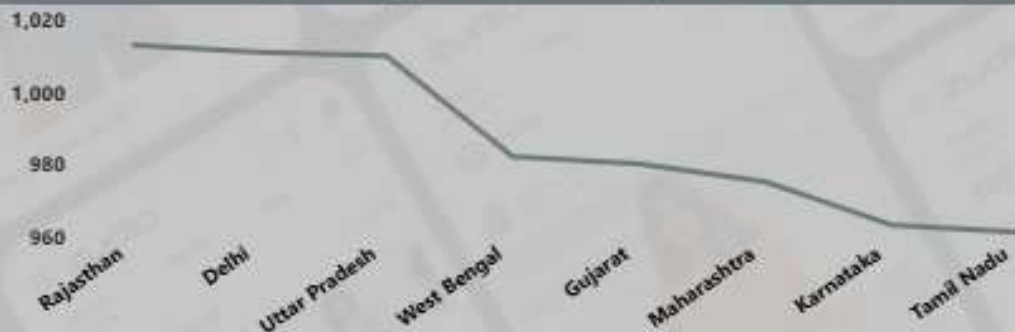 1,020
1,000
980
960
Rajasthan
Delhi
Uttar Pradesh
West Bengal
Gujarat
Maharashtra
Karnataka
Tamil Nadu